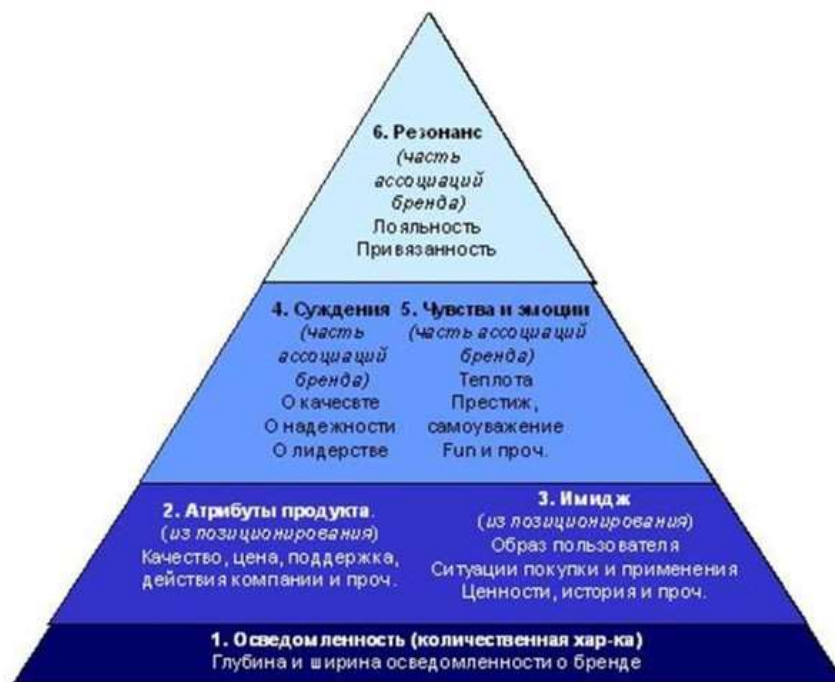 6. Резонанс
(часть
ассоциаций
бренда)
Лояльность
Привязанность
4. Суждения
(часть
ассоциаций
бренда)
О качесвте
О надежности
О лидерстве
5. Чувства и эмоции
(часть ассоциаций
бренда)
Теплота
Престиж,
самоуважение
Fun и проч.
2. Атрибуты продукта.
(из позиционирования)
Качество, цена, поддержка,
действия компании и проч.
3. Имидж
(из позиционирования)
Образ пользователя
Ситуации покупки и применения
Ценности, история и проч.
1. Осведомленность (количественная хар-ка)
Глубина и ширина осведомленности о бренде